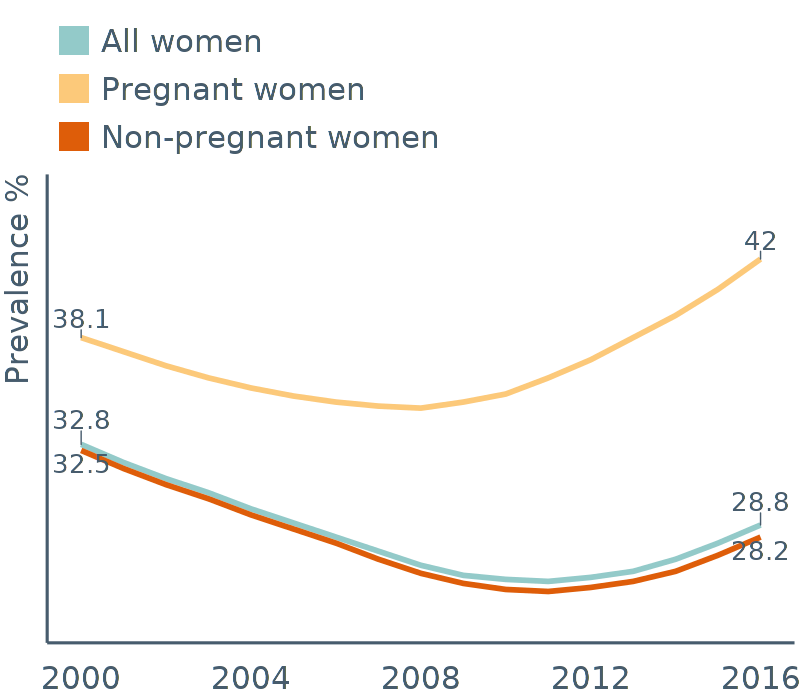 All women
Pregnant women
Non-pregnant women
Prevalence %
42
38.1
32.8
32.5
28.8
28.2
2000 2004 2008 2012 2016